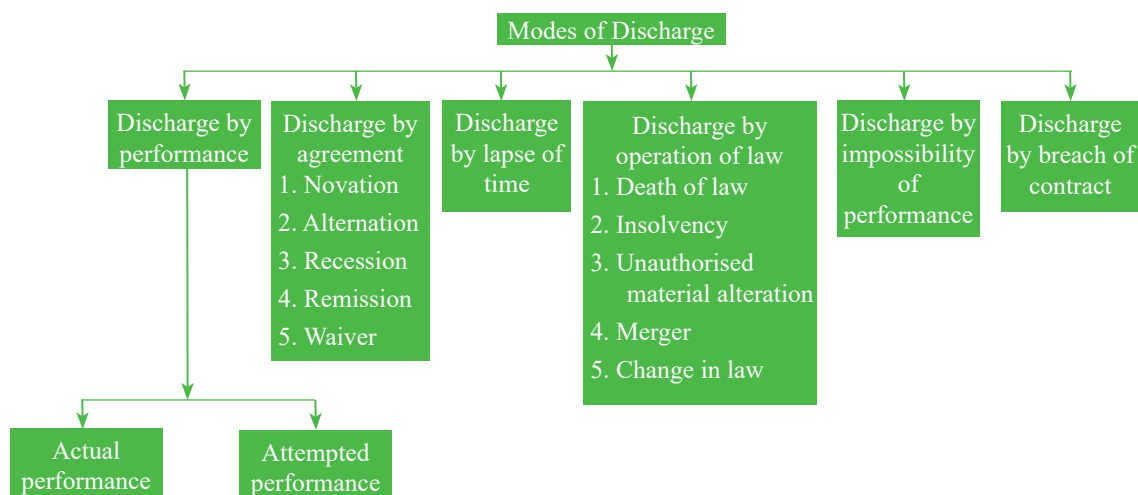 Modes of Discharge
Discharge by
performance
Discharge by
agreement
1. Novation
2. Alternation
3. Recession
4. Remission
5. Waiver
Discharge
by lapse of
time
Discharge by
operation of law
1. Death of law
2. Insolvency
3. Unauthorised
material alteration
4. Merger
5. Change in law
Discharge by
impossibility
of
performance
Discharge
by breach of
contract
Actual
performance
Attempted
performance